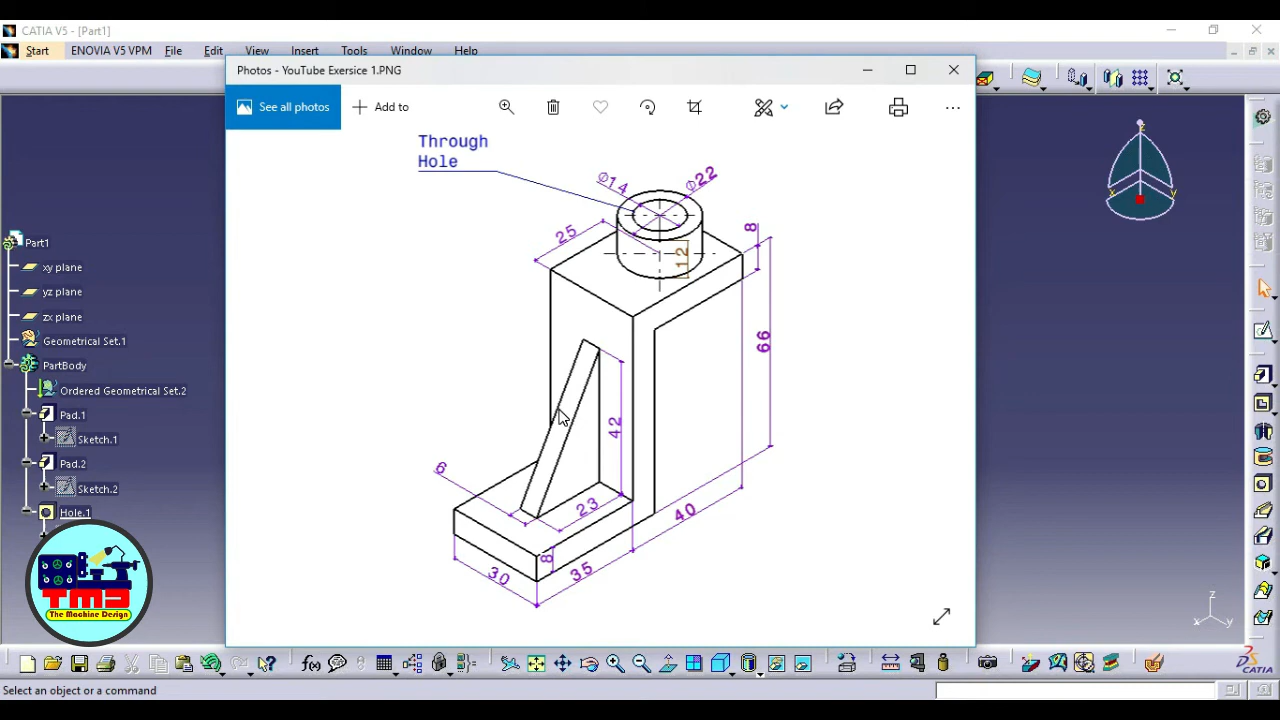 CATIA V5 - [Part1]
Start ENOVIA V5 VPM File Edit View Insert Tools Window Help
Photos - YouTube Exersice 1.PNG
See all photos Add to
Through
Hole
Ø14 Ø22
25 8
12
66
42
6
23
40
8
30 35
Part1
xy plane
yz plane
zx plane
Geometrical Set.1
PartBody
Ordered Geometrical Set.2
Pad.1
Sketch.1
Pad.2
Sketch.2
Hole.1
TM3
The Machine Design
z
x y
z
x y
f(x)
CATIA
Select an object or a command